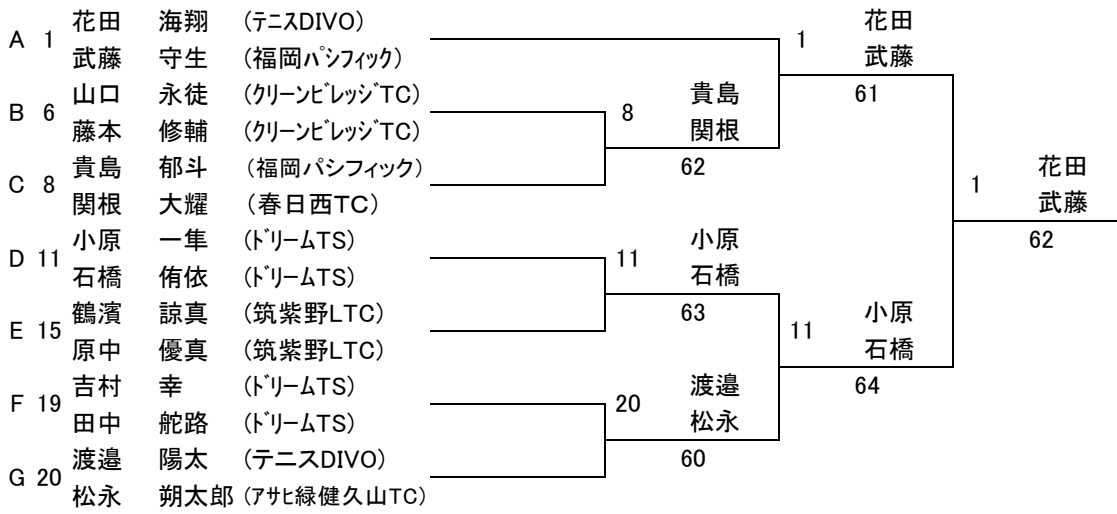 A 1 花田 海翔 (テニスDIVO)
武藤 守生 (福岡パシフィック)
B 6 山口 永徒 (クリーンビレッジTC)
藤本 修輔 (クリーンビレッジTC)
C 8 貴島 郁斗 (福岡パシフィック)
関根 大耀 (春日西TC)
D 11 小原 一隼 (ドリームTS)
石橋 侑依 (ドリームTS)
E 15 鶴濱 諒真 (筑紫野LTC)
原中 優真 (筑紫野LTC)
F 19 吉村 幸 (ドリームTS)
田中 舵路 (ドリームTS)
G 20 渡邉 陽太 (テニスDIVO)
松永 朔太郎 (アサヒ緑健久山TC)
8 貴島
関根
62
11 小原
石橋
63
20 渡邉
松永
60
1 花田
武藤
61
11 小原
石橋
64
1 花田
武藤
62